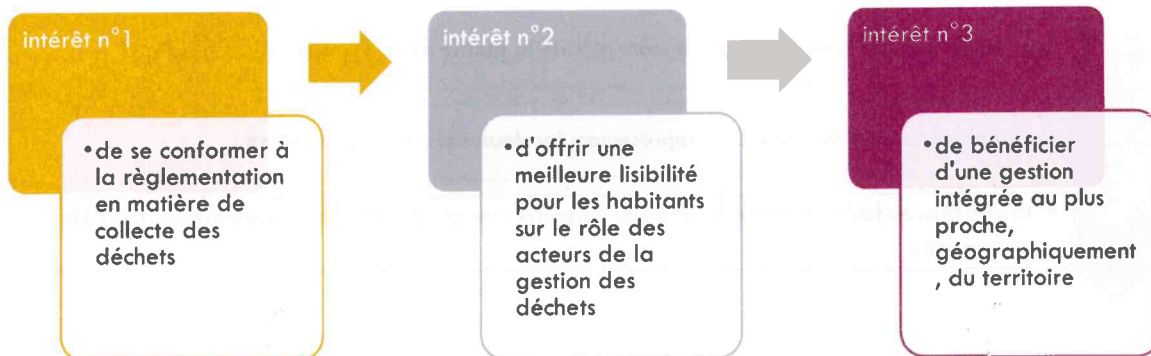 intérêt n°1
• de se conformer à
la règlementation
en matière de
collecte des
déchets
intérêt n°2
• d'offrir une
meilleure lisibilité
pour les habitants
sur le rôle des
acteurs de la
gestion des
déchets
intérêt n°3
• de bénéficier
d'une gestion
intégrée au plus
proche,
géographiquement
, du territoire